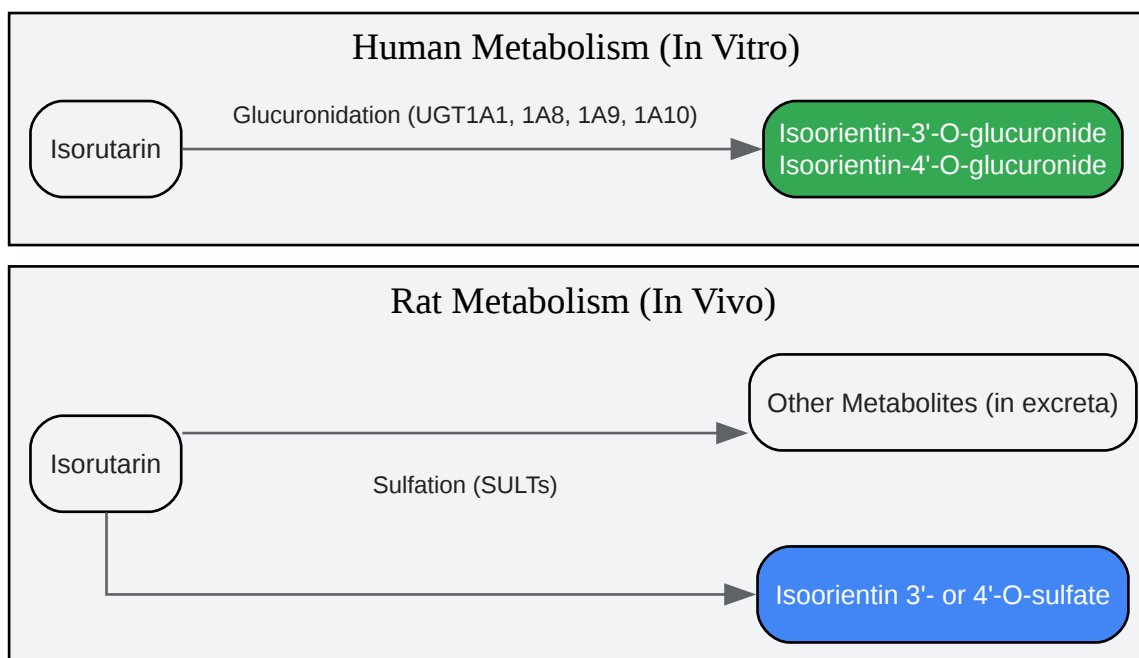 Human Metabolism (In Vitro)
Glucuronidation (UGT1A1, 1A8, 1A9, 1A10)
Isorutarin
Isoorientin-3'-O-glucuronide
Isoorientin-4'-O-glucuronide
Rat Metabolism (In Vivo)
Other Metabolites (in excreta)
Isorutarin
Sulfation (SULTs)
Isoorientin 3'- or 4'-O-sulfate